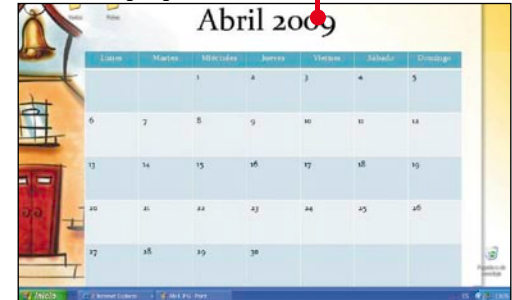 Abril 2009
Lunes Martes Miércoles Jueves Viernes Sábado Domingo
1 2 3 4 5
6 7 8 9 10 11 12
13 14 15 16 17 18 19
20 21 22 23 24 25 26
27 28 29 30
Inicio
ES